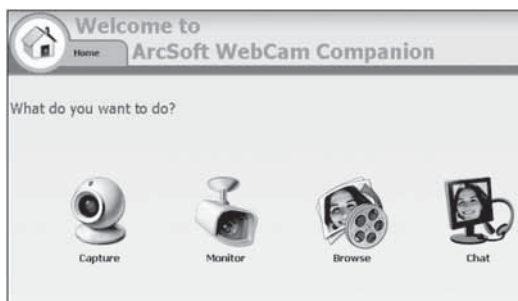 Welcome to
Home
ArcSoft WebCam Companion
What do you want to do?
Capture Monitor Browse Chat